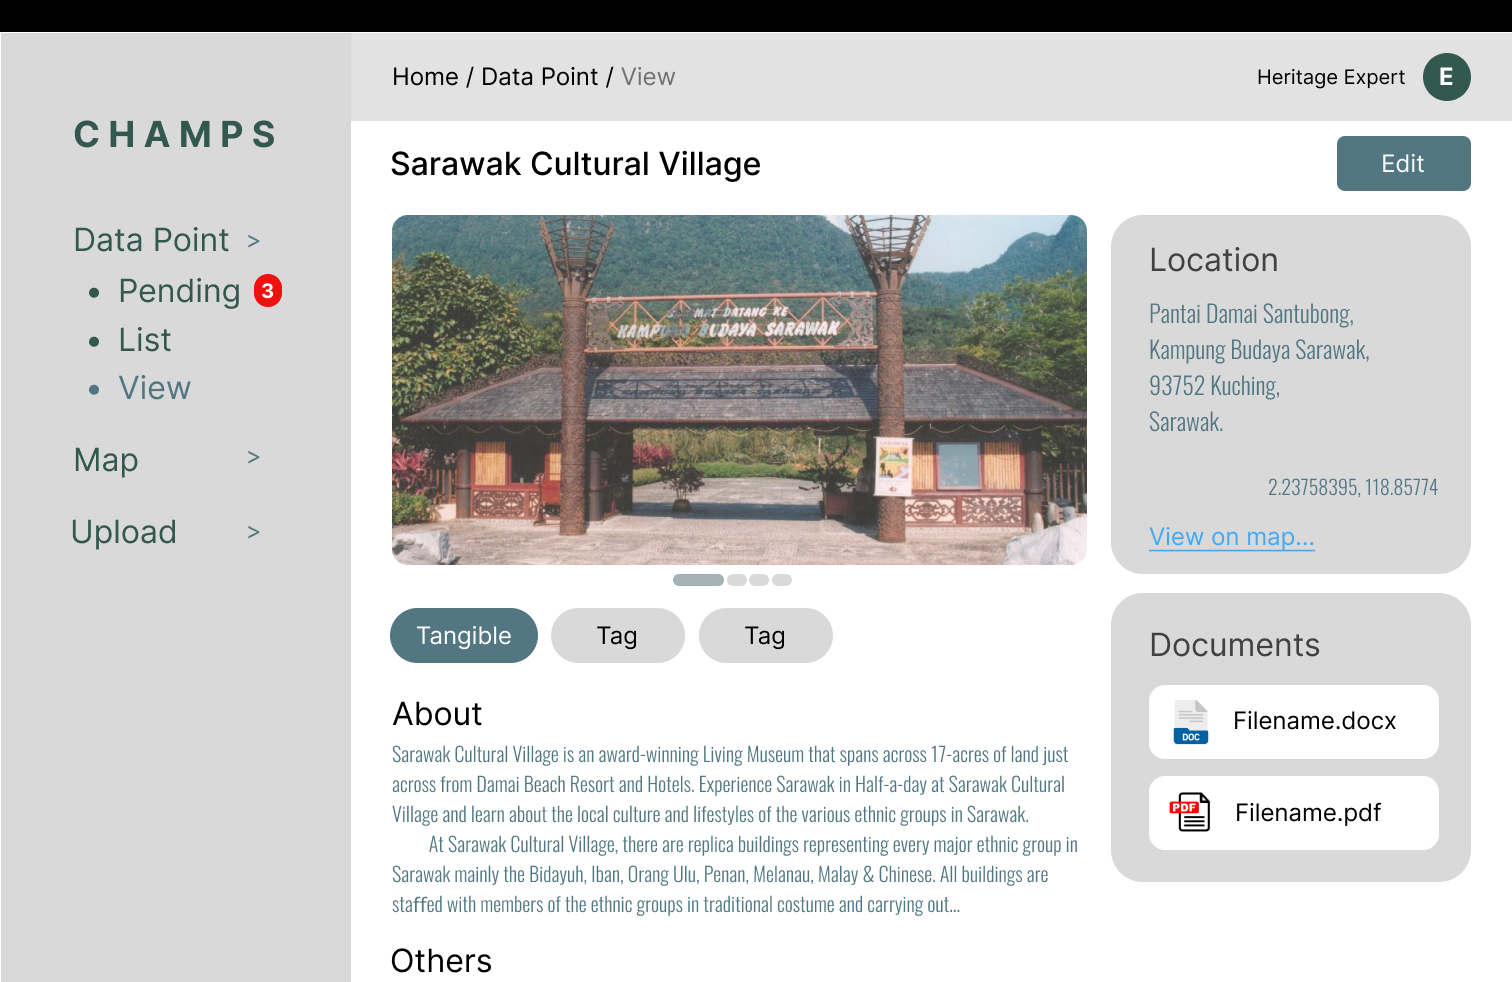 Home / Data Point / View
Heritage Expert
E
CHAMPS
Data Point >
• Pending 3
• List
• View
Map >
Upload >
Sarawak Cultural Village
Edit
DATANG KE
SARAWAK
Tangible
Tag
Tag
About
Sarawak Cultural Village is an award-winning Living Museum that spans across 17-acres of land just
across from Damai Beach Resort and Hotels. Experience Sarawak in Half-a-day at Sarawak Cultural
Village and learn about the local culture and lifestyles of the various ethnic groups in Sarawak.
At Sarawak Cultural Village, there are replica buildings representing every major ethnic group in
Sarawak mainly the Bidayuh, Iban, Orang Ulu, Penan, Melanau, Malay & Chinese. All buildings are
staffed with members of the ethnic groups in traditional costume and carrying out...
Others
Location
Pantai Damai Santubong,
Kampung Budaya Sarawak,
93752 Kuching,
Sarawak.
2.23758395, 118.85774
View on map...
Documents
DOC
Filename.docx
PDF
Filename.pdf